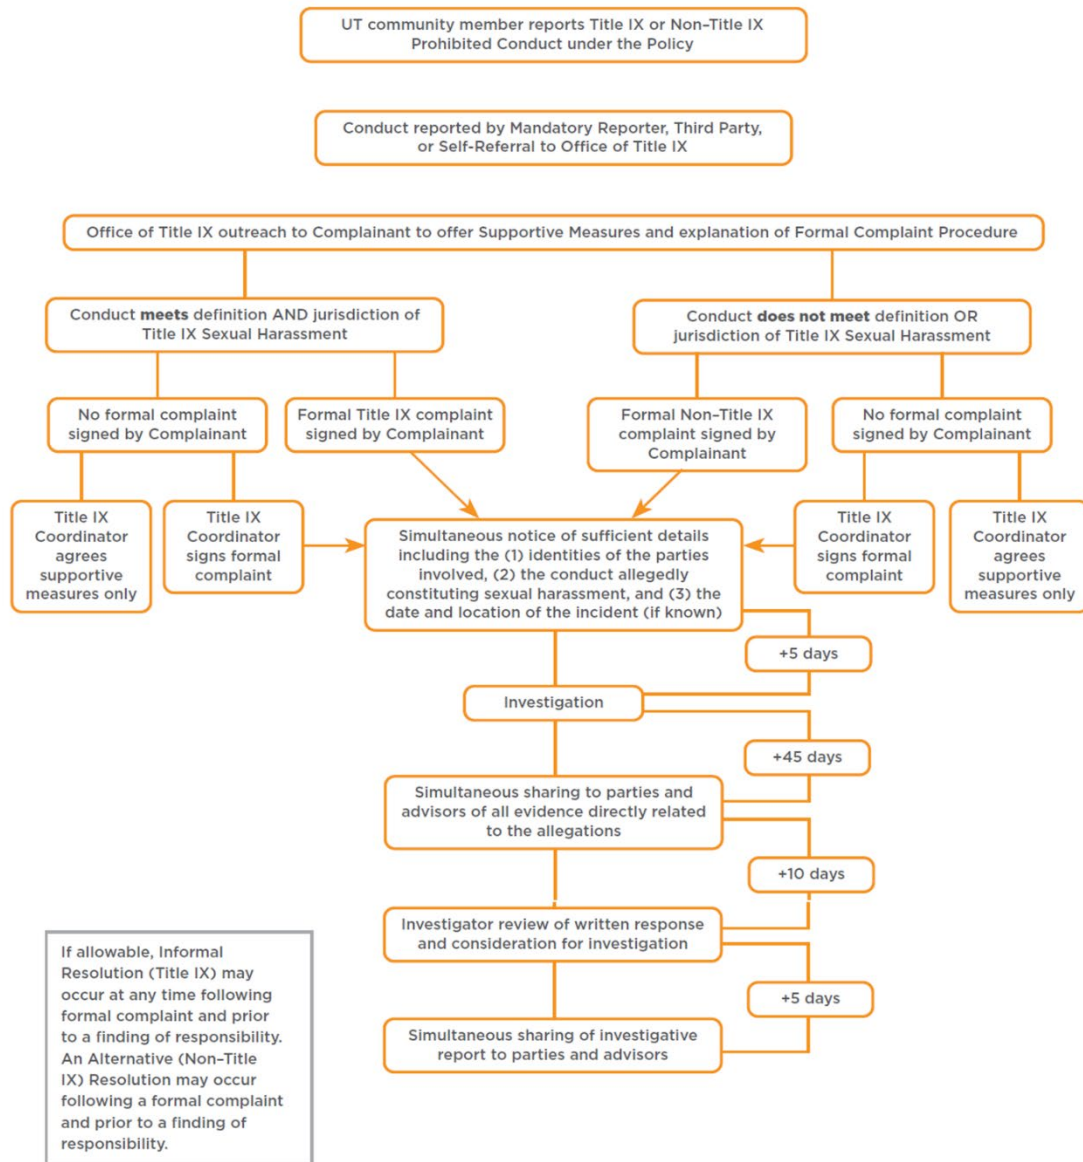 UT community member reports Title IX or Non–Title IX
Prohibited Conduct under the Policy
Conduct reported by Mandatory Reporter, Third Party,
or Self-Referral to Office of Title IX
Office of Title IX outreach to Complainant to offer Supportive Measures and explanation of Formal Complaint Procedure
Conduct meets definition AND jurisdiction of
Title IX Sexual Harassment
Conduct does not meet definition OR
jurisdiction of Title IX Sexual Harassment
No formal complaint
signed by Complainant
Formal Title IX complaint
signed by Complainant
Formal Non–Title IX
complaint signed by
Complainant
No formal complaint
signed by Complainant
Title IX
Coordinator
agrees
supportive
measures only
Title IX
Coordinator
signs formal
complaint
Simultaneous notice of sufficient details
including the (1) identities of the parties
involved, (2) the conduct allegedly
constituting sexual harassment, and (3) the
date and location of the incident (if known)
Title IX
Coordinator
signs formal
complaint
Title IX
Coordinator
agrees
supportive
measures only
+5 days
Investigation
+45 days
Simultaneous sharing to parties and
advisors of all evidence directly related
to the allegations
+10 days
Investigator review of written response
and consideration for investigation
+5 days
Simultaneous sharing of investigative
report to parties and advisors
If allowable, Informal
Resolution (Title IX) may
occur at any time following
formal complaint and prior
to a finding of responsibility.
An Alternative (Non–Title
IX) Resolution may occur
following a formal complaint
and prior to a finding of
responsibility.